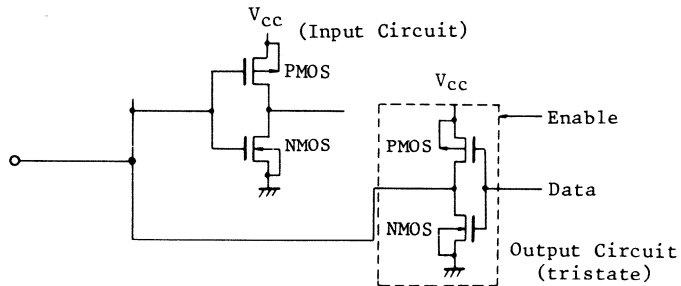 Vcc
(Input Circuit)
PMOS
NMOS
Vcc
PMOS
Enable
Data
NMOS
Output Circuit
(tristate)